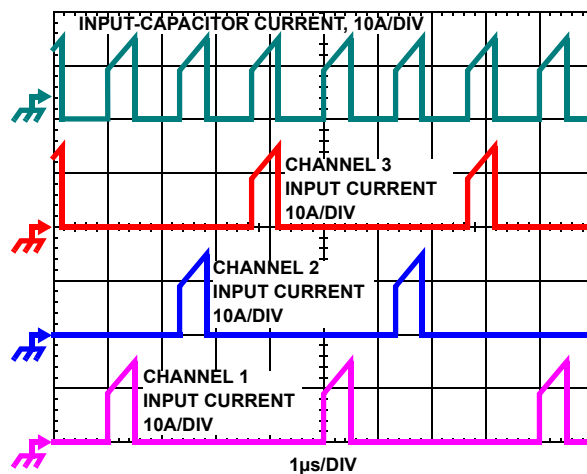 INPUT-CAPACITOR CURRENT, 10A/DIV
CHANNEL 3
INPUT CURRENT
10A/DIV
CHANNEL 2
INPUT CURRENT
10A/DIV
CHANNEL 1
INPUT CURRENT
10A/DIV
1µs/DIV